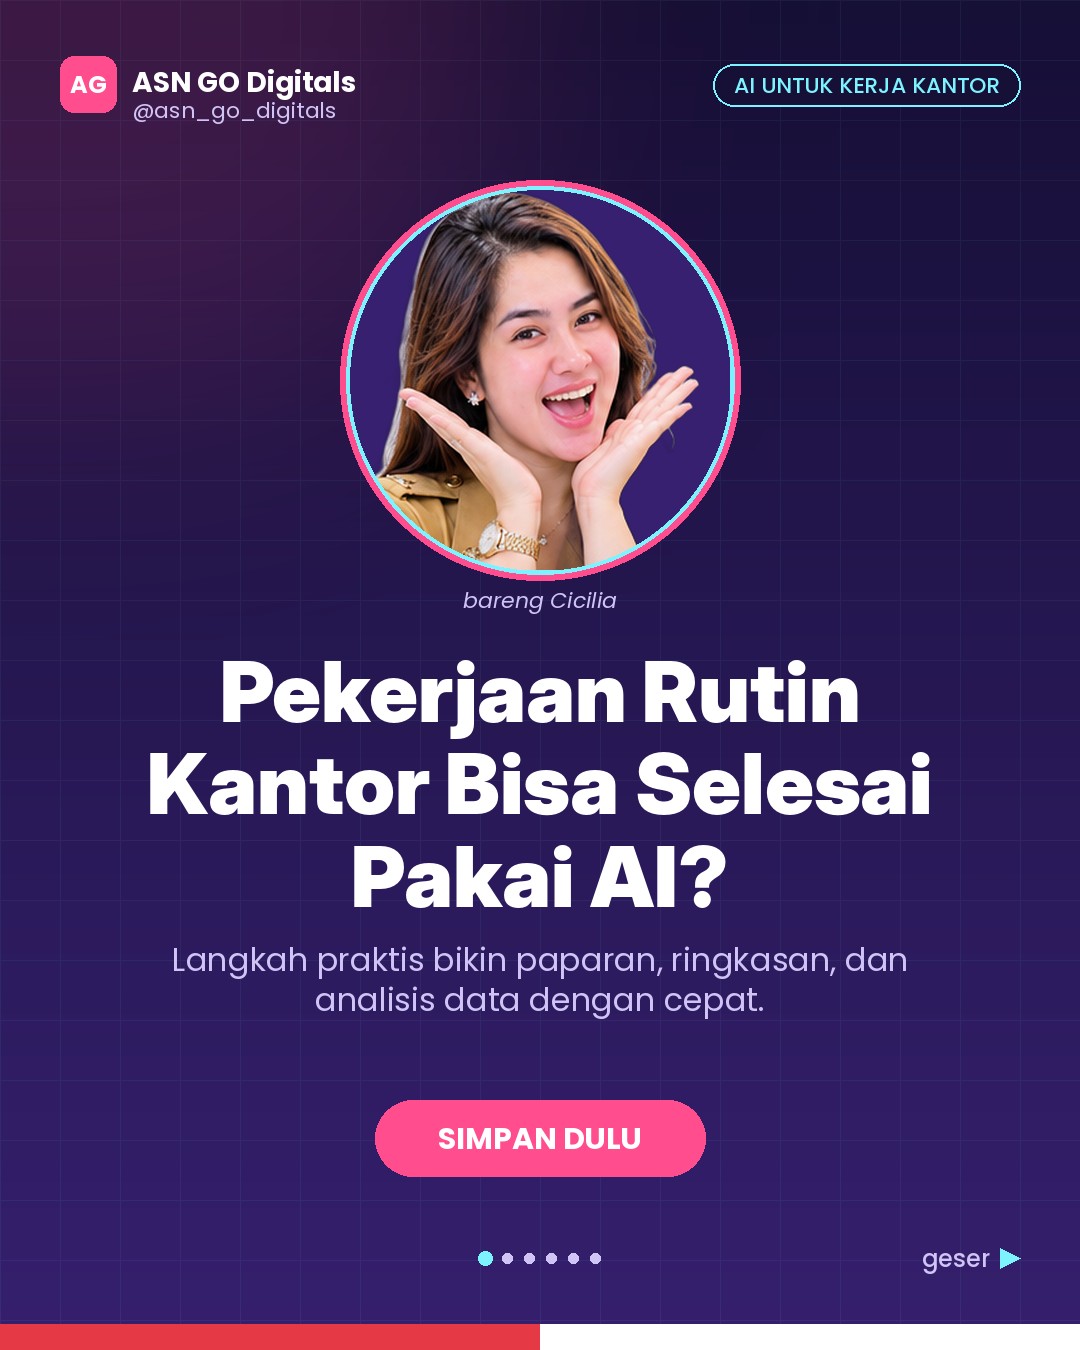 AG
ASN GO Digitals
@asn_go_digitals
AI UNTUK KERJA KANTOR
bareng Cicilia
Pekerjaan Rutin
Kantor Bisa Selesai
Pakai AI?
Langkah praktis bikin paparan, ringkasan, dan
analisis data dengan cepat.
SIMPAN DULU
geser